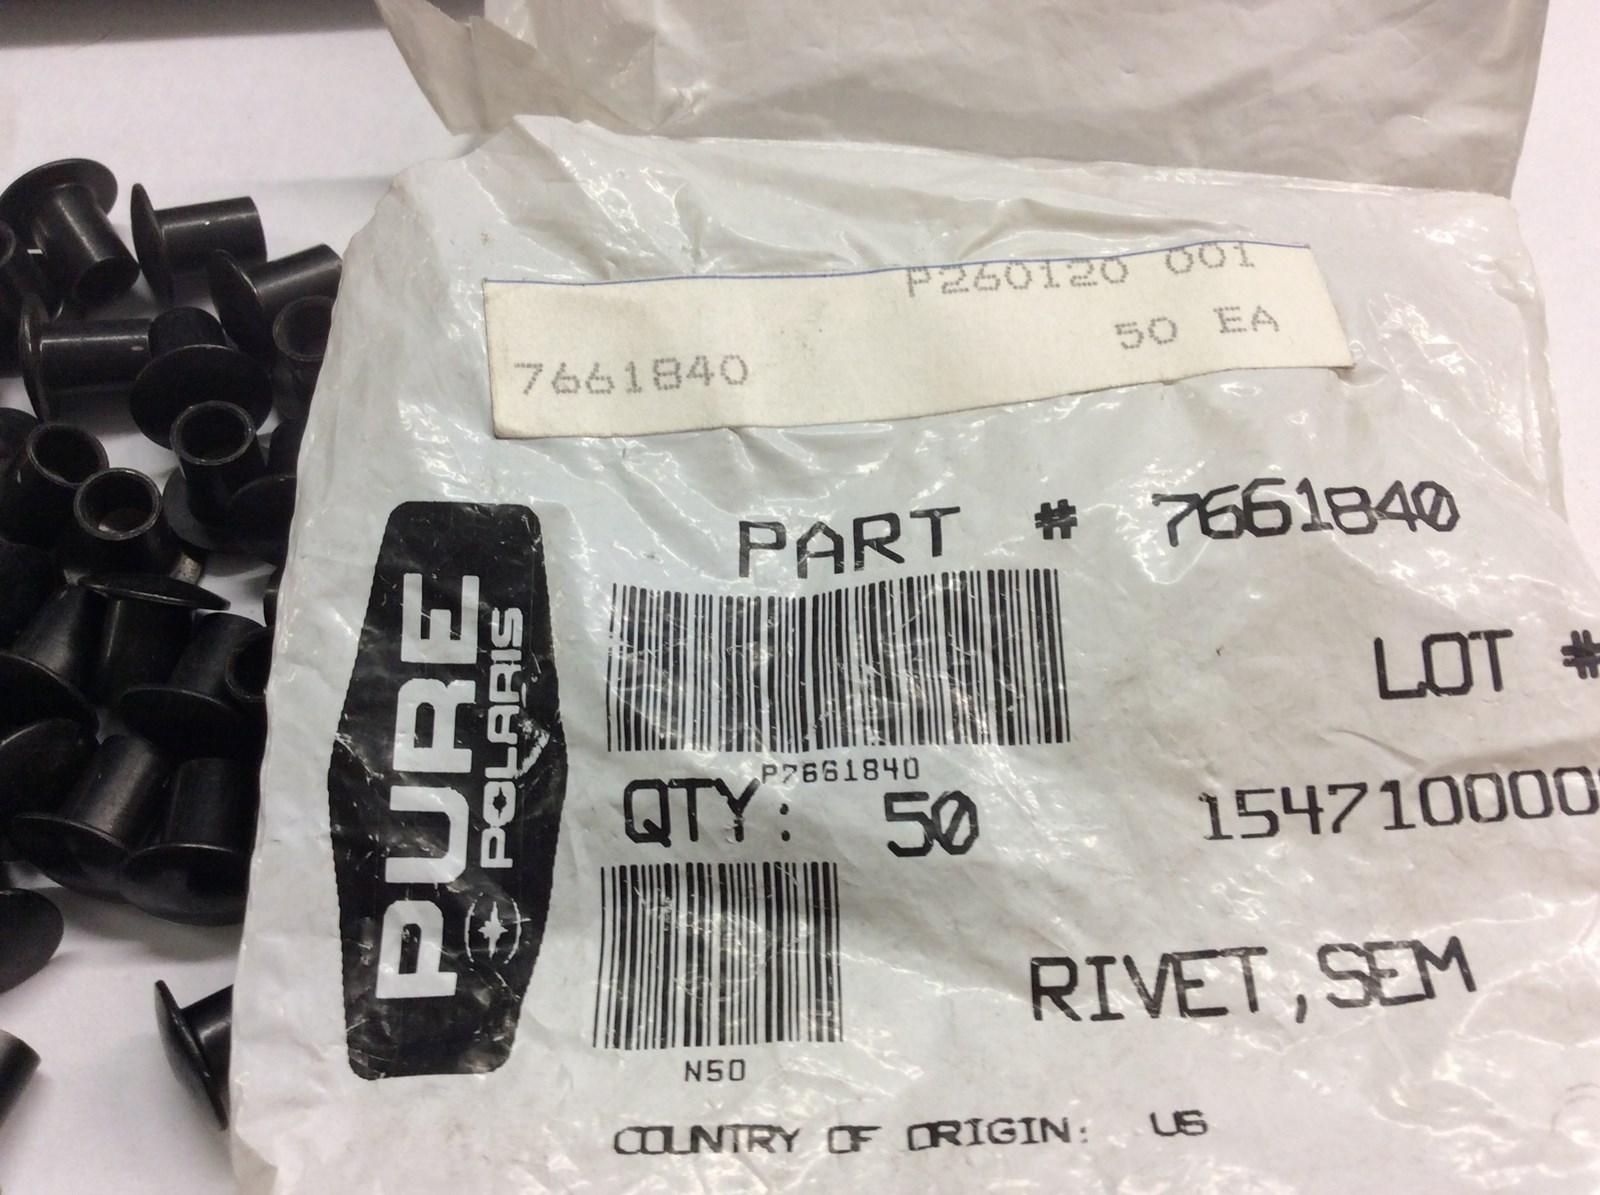 P260120 001
50 EA
7661840
PART # 7661840
P7661840
LOT #
QTY: 50
154710000
N50
RIVET,SEM
COUNTRY OF ORIGIN: US
PURE
POLARIS